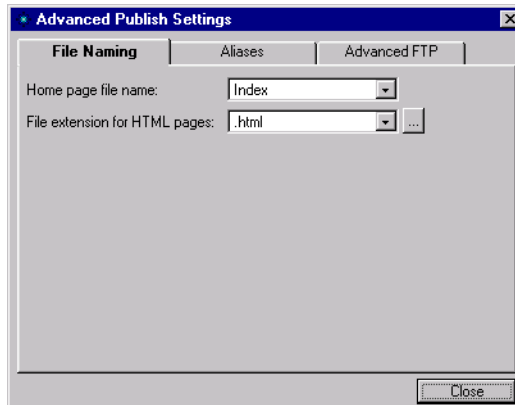 Advanced Publish Settings
File Naming Aliases Advanced FTP
Home page file name: Index
File extension for HTML pages: .html ...
Close